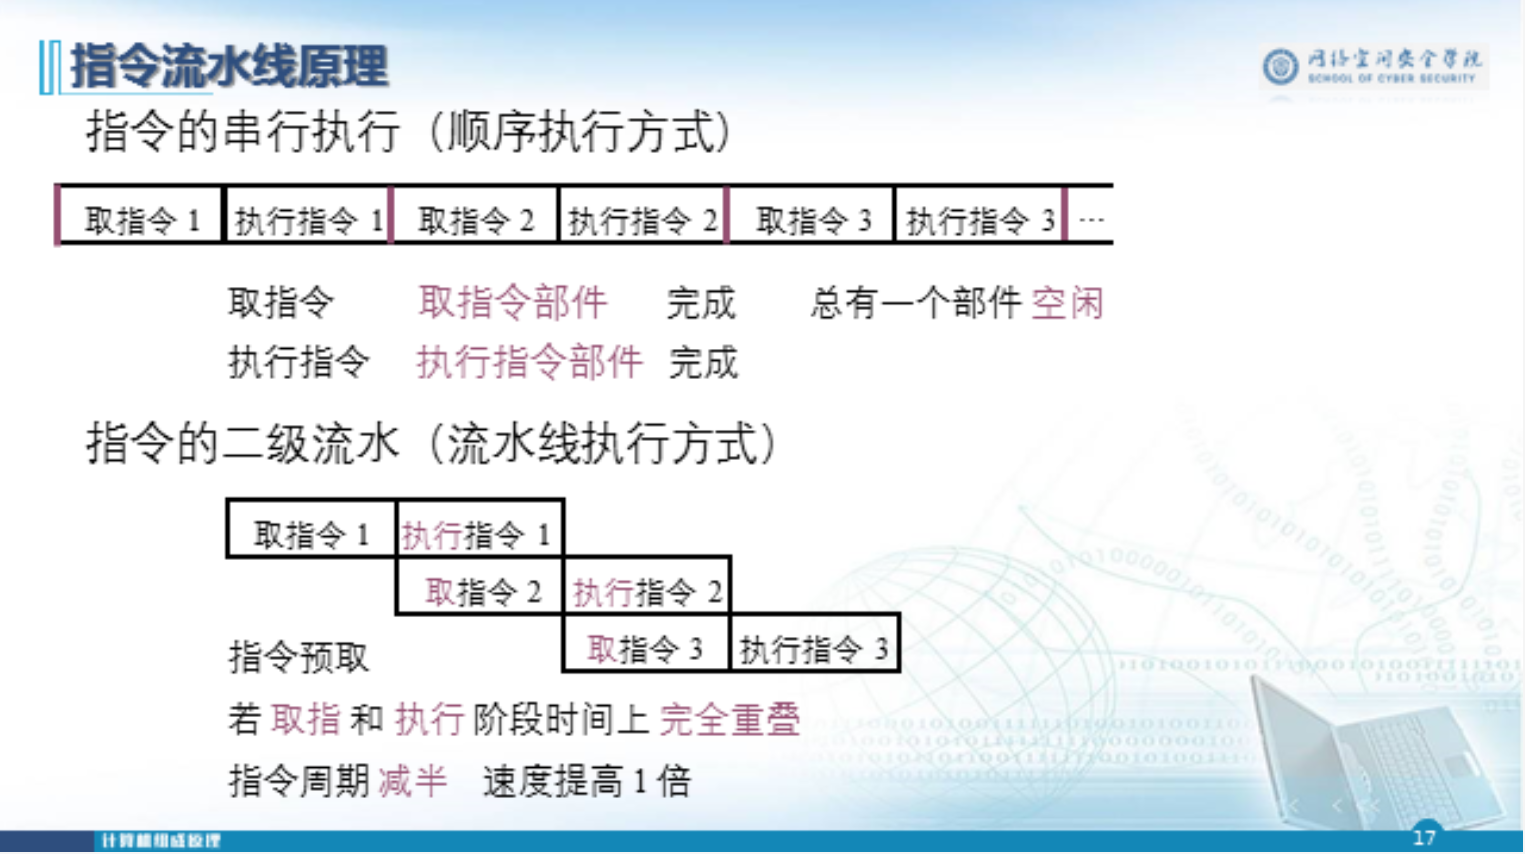 指令流水线原理
网络空间安全学院
SCHOOL OF CYBER SECURITY
指令的串行执行（顺序执行方式）
取指令 1 执行指令 1 取指令 2 执行指令 2 取指令 3 执行指令 3 …
取指令 取指令部件 完成 总有一个部件 空闲
执行指令 执行指令部件 完成
指令的二级流水（流水线执行方式）
取指令 1 执行指令 1
取指令 2 执行指令 2
取指令 3 执行指令 3
指令预取
若 取指 和 执行 阶段时间上 完全重叠
指令周期 减半 速度提高 1 倍
计算机组成原理
17